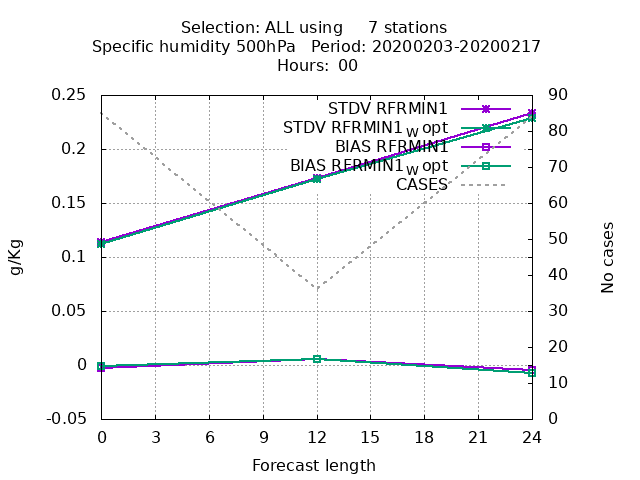 Selection: ALL using 7 stations
Specific humidity 500hPa Period: 20200203-20200217
Hours: 00
0.25
0.2
0.15
0.1
0.05
0
-0.05
g/Kg
STDV RFRMIN1
STDV RFRMIN1w opt
BIAS RFRMIN1
BIAS RFRMIN1w opt
CASES
90
80
70
60
50
40
30
20
10
0
No cases
0 3 6 9 12 15 18 21 24
Forecast length